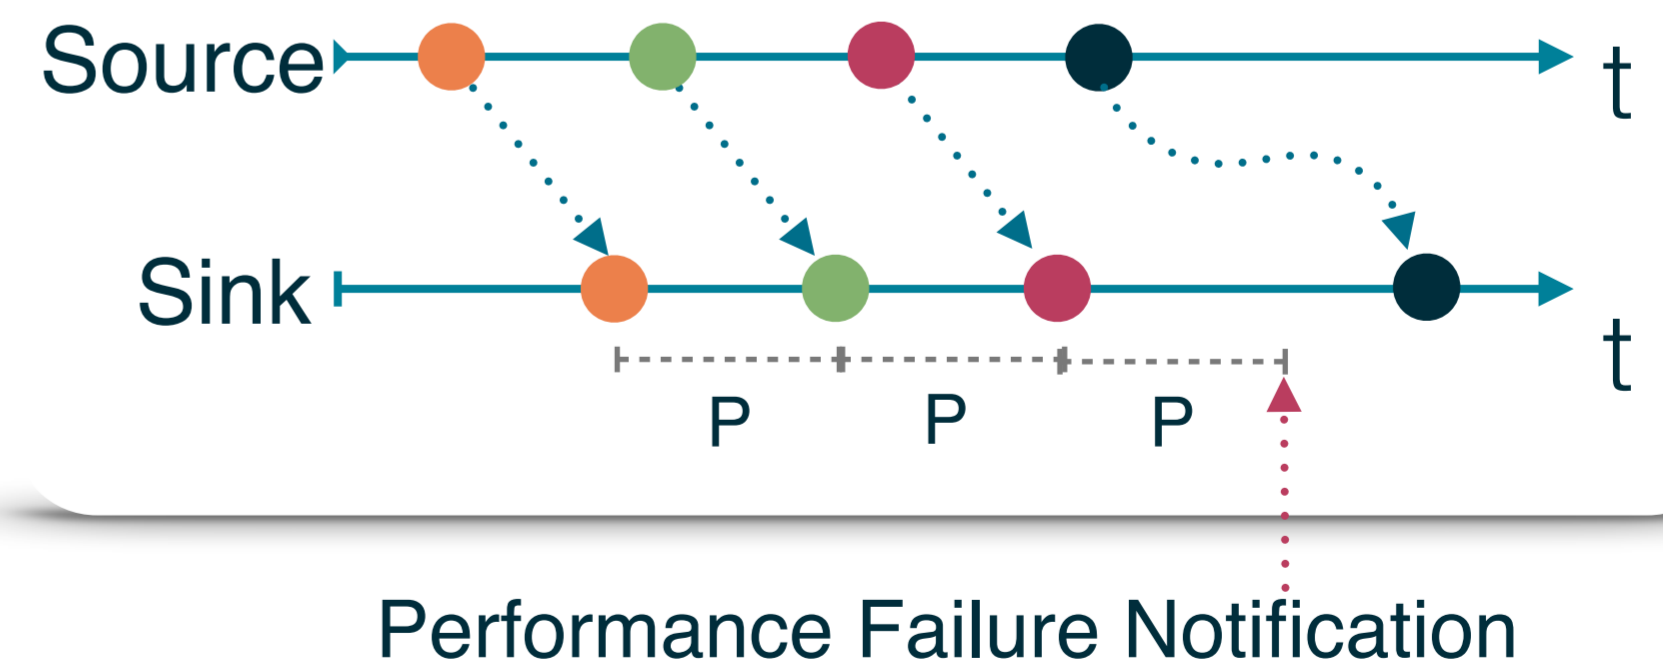 Source
t
Sink
t
P
P
P
Performance Failure Notification